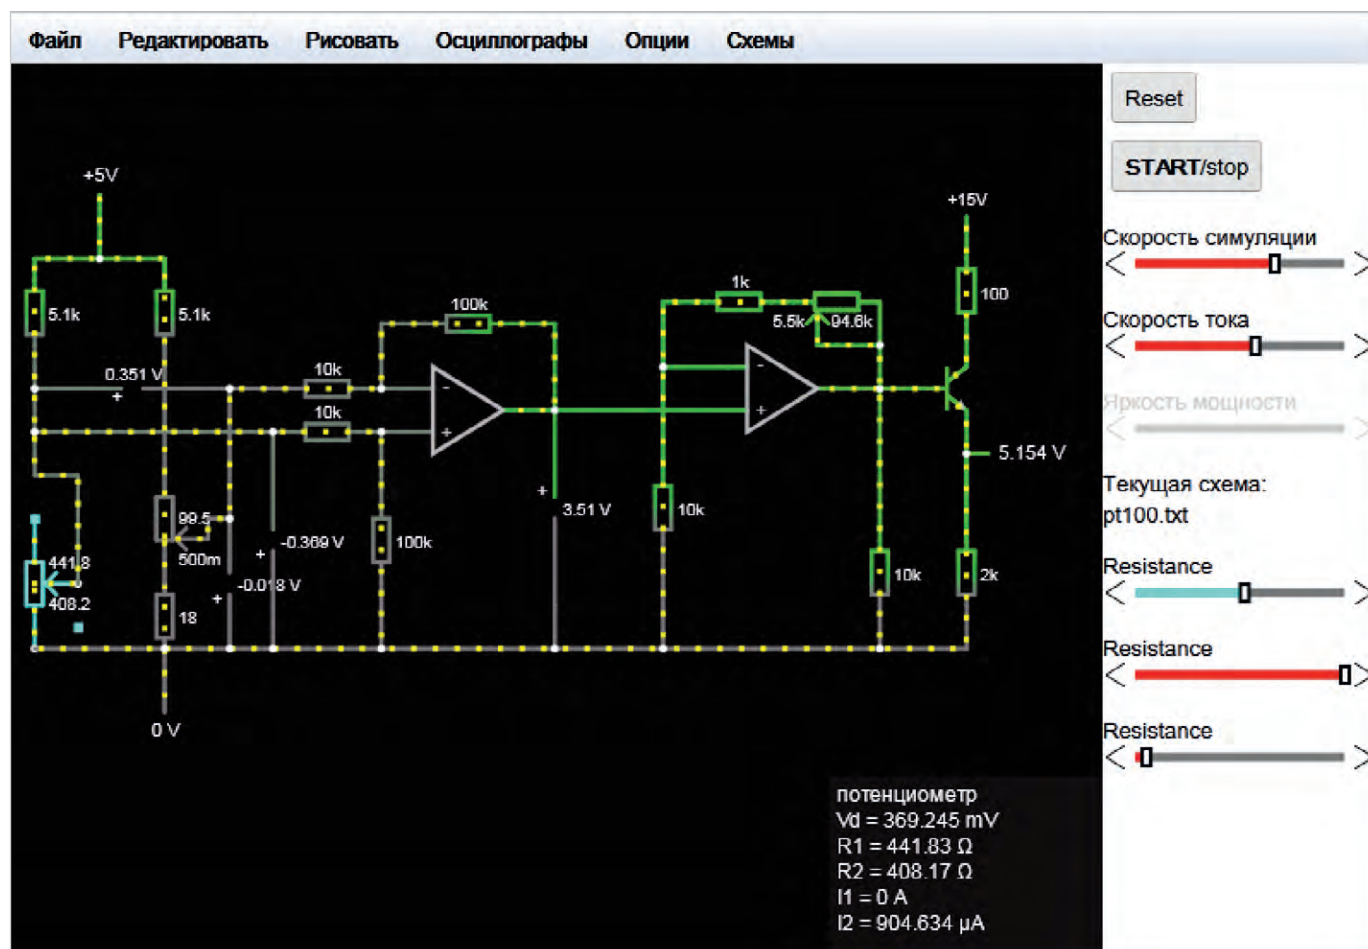 Файл Редактировать Рисовать Осциллографы Опции Схемы
Reset
START/stop
Скорость симуляции
Скорость тока
Яркость мощности
Текущая схема:
pt100.txt
Resistance
Resistance
Resistance
+5V
+15V
5.1k
5.1k
100k
1k
5.5k
94.6k
100
0.351 V
+
10k
10k
-
+
-
+
5.154 V
+
3.51 V
99.5
500m
-0.369 V
+
-0.018 V
+
100k
10k
10k
2k
441.8
408.2
18
0 V
потенциометр
Vd = 369.245 mV
R1 = 441.83 Ω
R2 = 408.17 Ω
I1 = 0 A
I2 = 904.634 µA